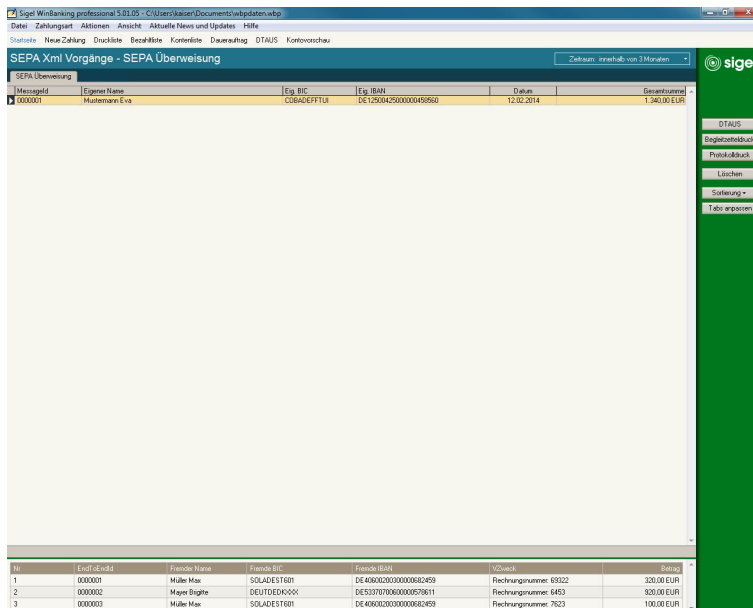 Sigel WinBanking professional 5.01.05 - C:\Users\kaiser\Documents\wbpdaten.wbp
Datei Zahlungsart Aktionen Ansicht Aktuelle News und Updates Hilfe
Startseite Neue Zahlung Druckliste Bezahltliste Kontenliste Dauerauftrag DTAUS Kontovorschau
SEPA Xml Vorgänge - SEPA Überweisung Zeitraum: innerhalb von 3 Monaten
sige
SEPA Überweisung
MessageId Eigener Name Eig. BIC Eig. IBAN Datum Gesamtsumme
0000001 Mustermann Eva COBADEFFTUI DE12500425000000458560 12.02.2014 1.340,00 EUR
DTAUS
Begleitzetteldruck
Protokolldruck
Löschen
Sortierung
Tabs anpassen
Nr EndToEndId Fremder Name Fremde BIC Fremde IBAN VZweck Betrag
1 0000001 Müller Max SOLADEST601 DE40600200300000682459 Rechnungsnummer: 69322 320,00 EUR
2 0000002 Mayer Brigitte DEUTDEDKXXX DE53370700600000578611 Rechnungsnummer: 6453 920,00 EUR
3 0000003 Müller Max SOLADEST601 DE40600200300000682459 Rechnungsnummer: 7623 100,00 EUR